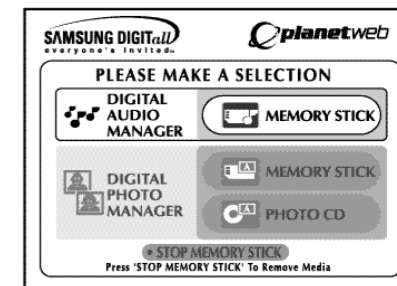 SAMSUNG DIGITall
everyone's invited™
planetweb
PLEASE MAKE A SELECTION
DIGITAL
AUDIO
MANAGER
MEMORY STICK
DIGITAL
PHOTO
MANAGER
MEMORY STICK
PHOTO CD
• STOP MEMORY STICK
Press 'STOP MEMORY STICK' To Remove Media